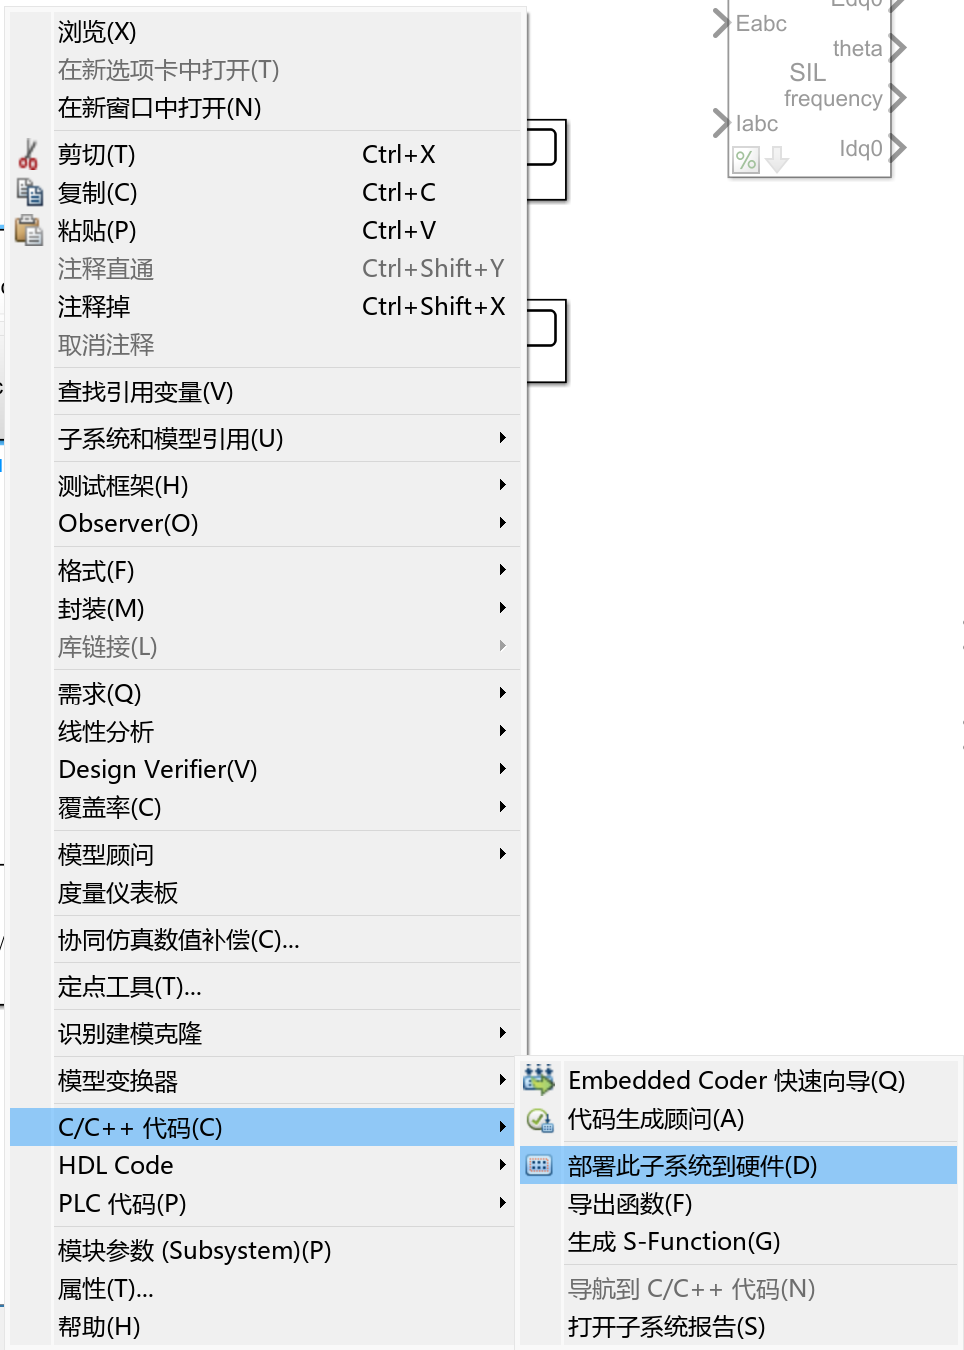 浏览(X)
在新选项卡中打开(T)
在新窗口中打开(N)
剪切(T) Ctrl+X
复制(C) Ctrl+C
粘贴(P) Ctrl+V
注释直通 Ctrl+Shift+Y
注释掉 Ctrl+Shift+X
取消注释
查找引用变量(V)
子系统和模型引用(U)
测试框架(H)
Observer(O)
格式(F)
封装(M)
库链接(L)
需求(Q)
线性分析
Design Verifier(V)
覆盖率(C)
模型顾问
度量仪表板
协同仿真数值补偿(C)...
定点工具(T)...
识别建模克隆
模型变换器
C/C++ 代码(C)
HDL Code
PLC 代码(P)
模块参数 (Subsystem)(P)
属性(T)...
帮助(H)
Embedded Coder 快速向导(Q)
代码生成顾问(A)
部署此子系统到硬件(D)
导出函数(F)
生成 S-Function(G)
导航到 C/C++ 代码(N)
打开子系统报告(S)
Edq0
Eabc
theta
SIL
frequency
Iabc
Idq0
%